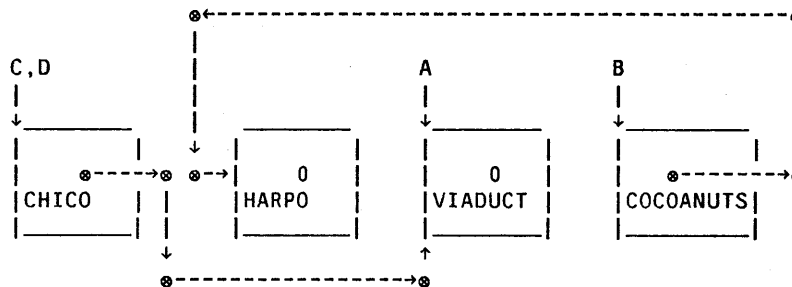 C,D A B
0 0
CHICO HARPO VIADUCT COCOANUTS